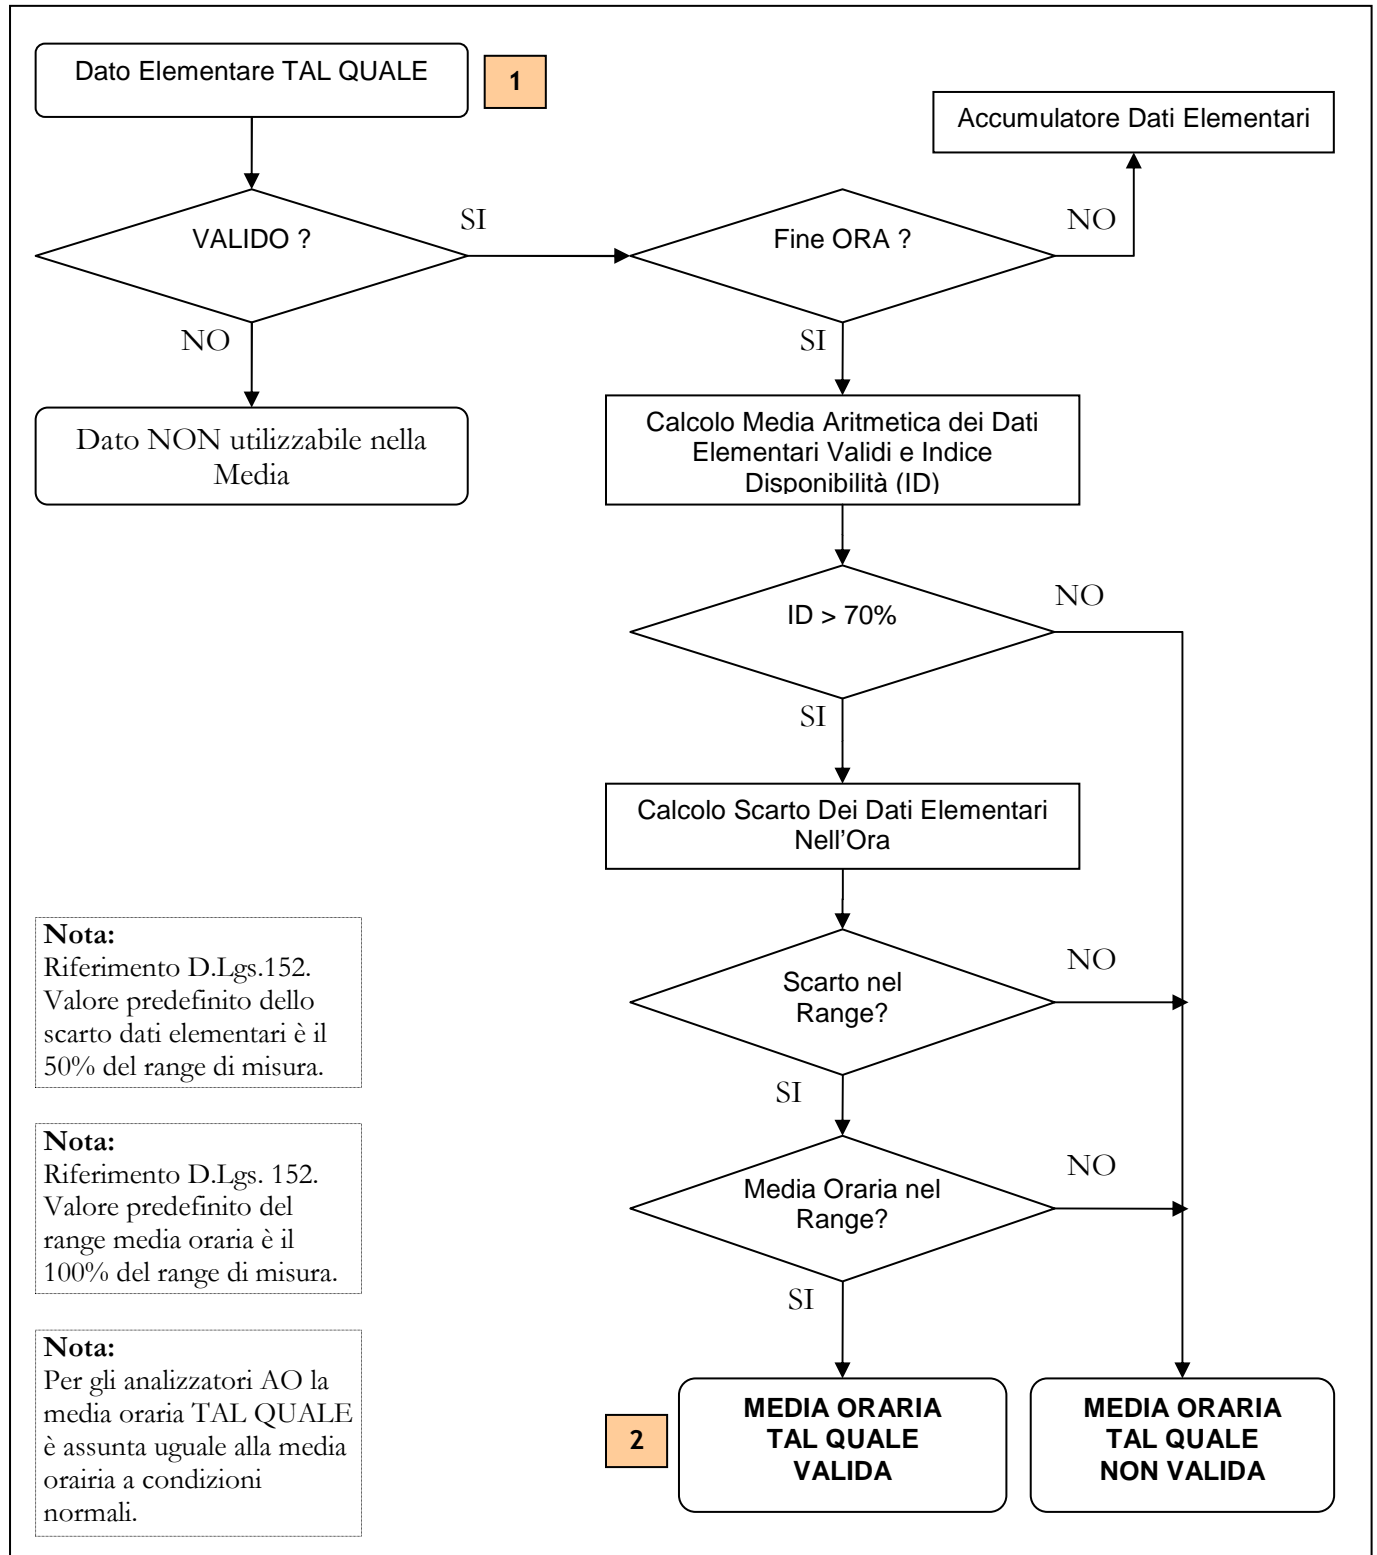 Dato Elementare TAL QUALE
1
Accumulatore Dati Elementari
VALIDO ?
SI
Fine ORA ?
NO
NO
SI
Dato NON utilizzabile nella
Media
Calcolo Media Aritmetica dei Dati
Elementari Validi e Indice
Disponibilità (ID)
ID > 70%
NO
SI
Calcolo Scarto Dei Dati Elementari
Nell'Ora
Scarto nel
Range?
NO
SI
Media Oraria nel
Range?
NO
SI
Nota:
Riferimento D.Lgs.152.
Valore predefinito dello
scarto dati elementari è il
50% del range di misura.
Nota:
Riferimento D.Lgs. 152.
Valore predefinito del
range media oraria è il
100% del range di misura.
Nota:
Per gli analizzatori AO la
media oraria TAL QUALE
è assunta uguale alla media
orairia a condizioni
normali.
2
MEDIA ORARIA
TAL QUALE
VALIDA
MEDIA ORARIA
TAL QUALE
NON VALIDA